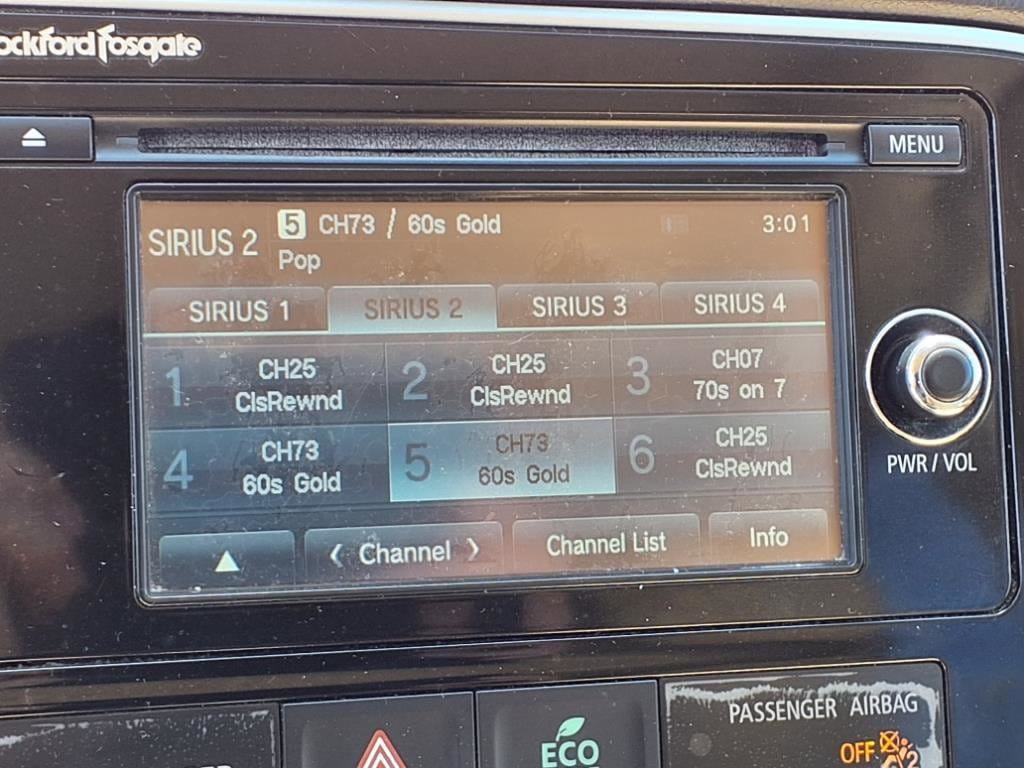 Rockford Fosgate
MENU
SIRIUS 2
5 CH73 / 60s Gold
3:01
Pop
SIRIUS 1 SIRIUS 2 SIRIUS 3 SIRIUS 4
1 CH25 2 CH25 3 CH07
ClsRewnd ClsRewnd 70s on 7
4 CH73 5 CH73 6 CH25
60s Gold 60s Gold ClsRewnd
PWR / VOL
< Channel > Channel List Info
PASSENGER AIRBAG
ECO
OFF 2